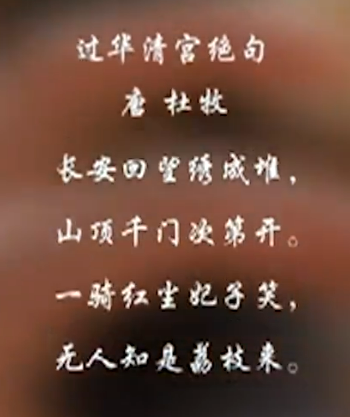 过华清宫绝句
唐 杜牧
长安回望绣成堆，
山顶千门次第开。
一骑红尘妃子笑，
无人知是荔枝来。